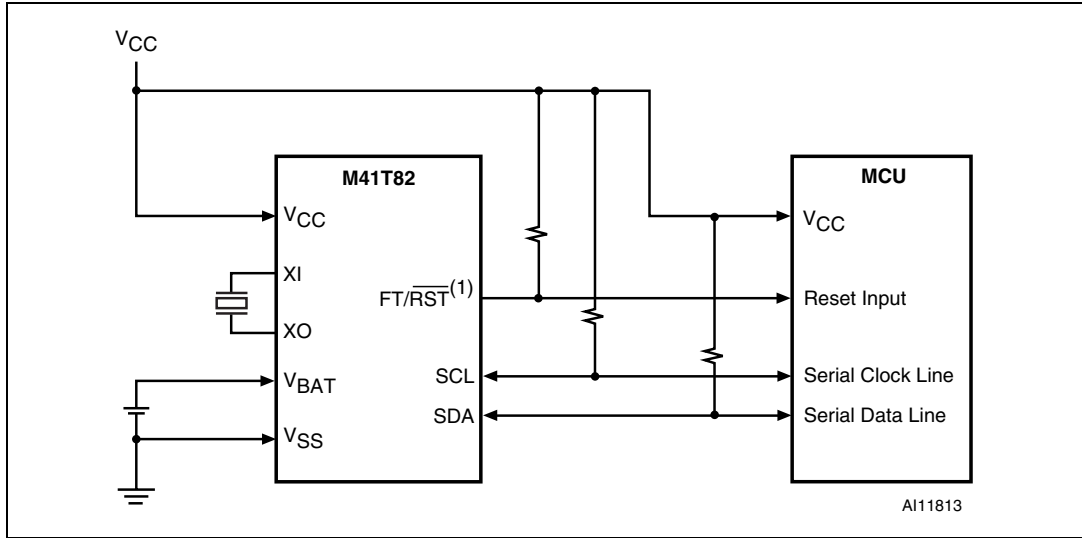 VCC
M41T82
MCU
VCC
VCC
XI
FT/RST(1)
Reset Input
XO
VBAT
SCL
Serial Clock Line
SDA
Serial Data Line
VSS
AI11813